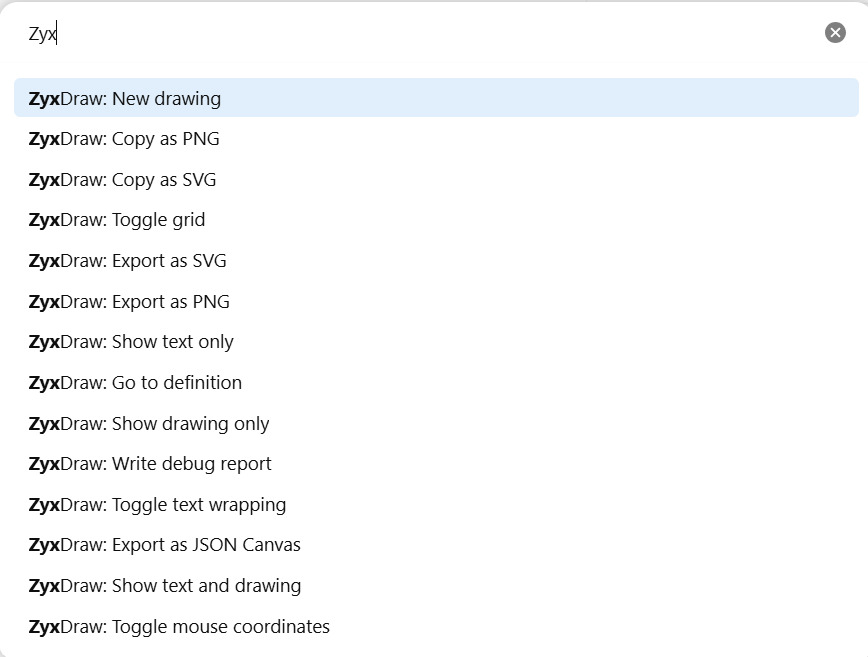 Zyx
ZyxDraw: New drawing
ZyxDraw: Copy as PNG
ZyxDraw: Copy as SVG
ZyxDraw: Toggle grid
ZyxDraw: Export as SVG
ZyxDraw: Export as PNG
ZyxDraw: Show text only
ZyxDraw: Go to definition
ZyxDraw: Show drawing only
ZyxDraw: Write debug report
ZyxDraw: Toggle text wrapping
ZyxDraw: Export as JSON Canvas
ZyxDraw: Show text and drawing
ZyxDraw: Toggle mouse coordinates